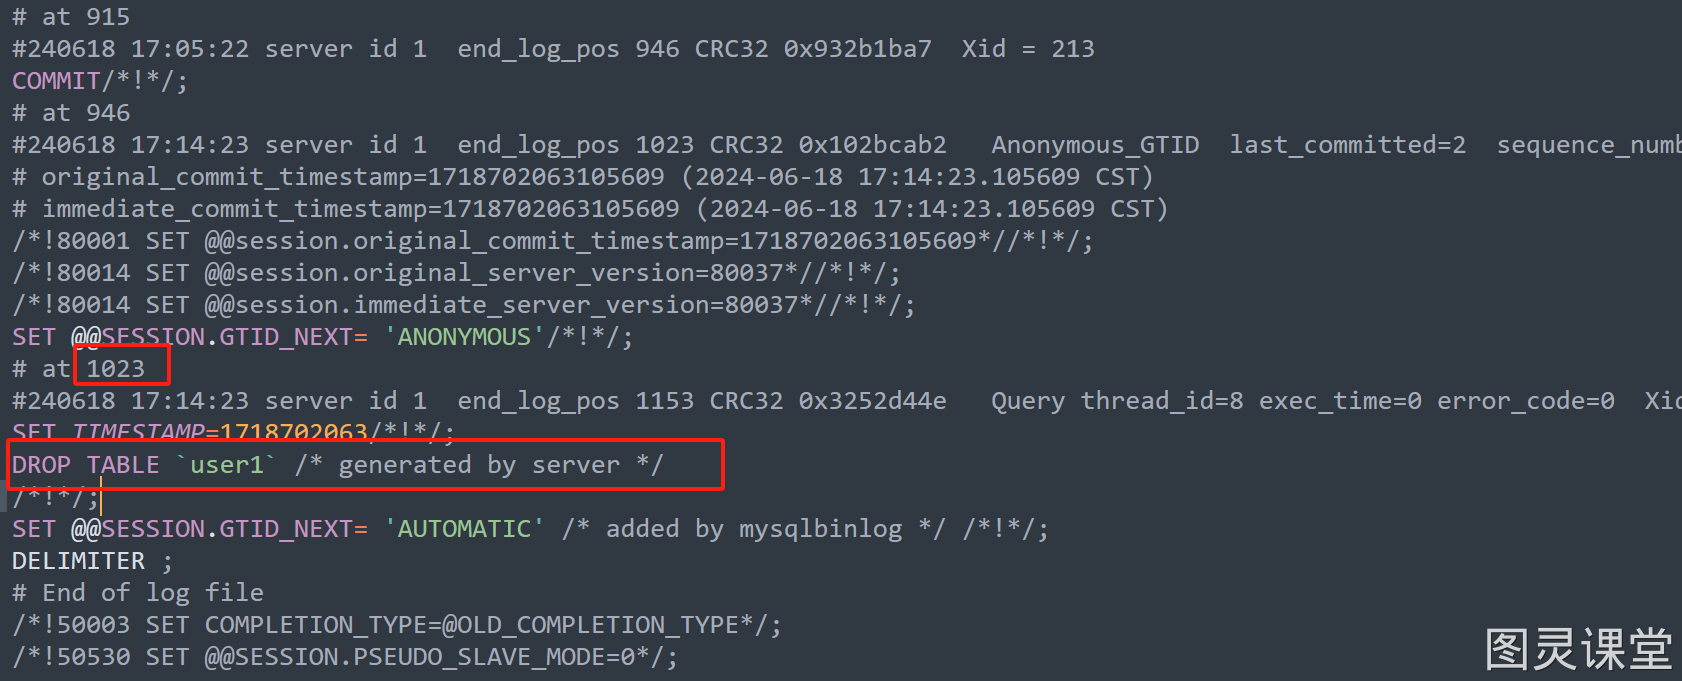 # at 915
#240618 17:05:22 server id 1  end_log_pos 946 CRC32 0x932b1ba7  Xid = 213
COMMIT/*!*/;
# at 946
#240618 17:14:23 server id 1  end_log_pos 1023 CRC32 0x102bcab2   Anonymous_GTID  last_committed=2  sequence_numb
# original_commit_timestamp=1718702063105609 (2024-06-18 17:14:23.105609 CST)
# immediate_commit_timestamp=1718702063105609 (2024-06-18 17:14:23.105609 CST)
/*!80001 SET @@session.original_commit_timestamp=1718702063105609*//*!*/;
/*!80014 SET @@session.original_server_version=80037*//*!*/;
/*!80014 SET @@session.immediate_server_version=80037*//*!*/;
SET @@SESSION.GTID_NEXT= 'ANONYMOUS'/*!*/;
# at 1023
#240618 17:14:23 server id 1  end_log_pos 1153 CRC32 0x3252d44e   Query thread_id=8 exec_time=0 error_code=0  Xid
SET TIMESTAMP=1718702063/*!*/;
DROP TABLE `user1` /* generated by server */
/*!*/;
SET @@SESSION.GTID_NEXT= 'AUTOMATIC' /* added by mysqlbinlog */ /*!*/;
DELIMITER ;
# End of log file
/*!50003 SET COMPLETION_TYPE=@OLD_COMPLETION_TYPE*/;
/*!50530 SET @@SESSION.PSEUDO_SLAVE_MODE=0*/;
图灵课堂